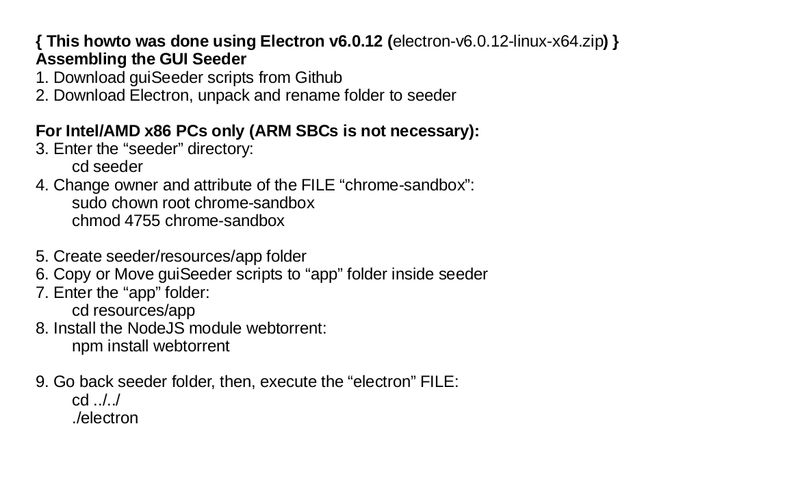 { This howto was done using Electron v6.0.12 (electron-v6.0.12-linux-x64.zip) }
Assembling the GUI Seeder
1. Download guiSeeder scripts from Github
2. Download Electron, unpack and rename folder to seeder
For Intel/AMD x86 PCs only (ARM SBCs is not necessary):
3. Enter the “seeder” directory:
cd seeder
4. Change owner and attribute of the FILE “chrome-sandbox”:
sudo chown root chrome-sandbox
chmod 4755 chrome-sandbox
5. Create seeder/resources/app folder
6. Copy or Move guiSeeder scripts to “app” folder inside seeder
7. Enter the “app” folder:
cd resources/app
8. Install the NodeJS module webtorrent:
npm install webtorrent
9. Go back seeder folder, then, execute the “electron” FILE:
cd ../../
./electron